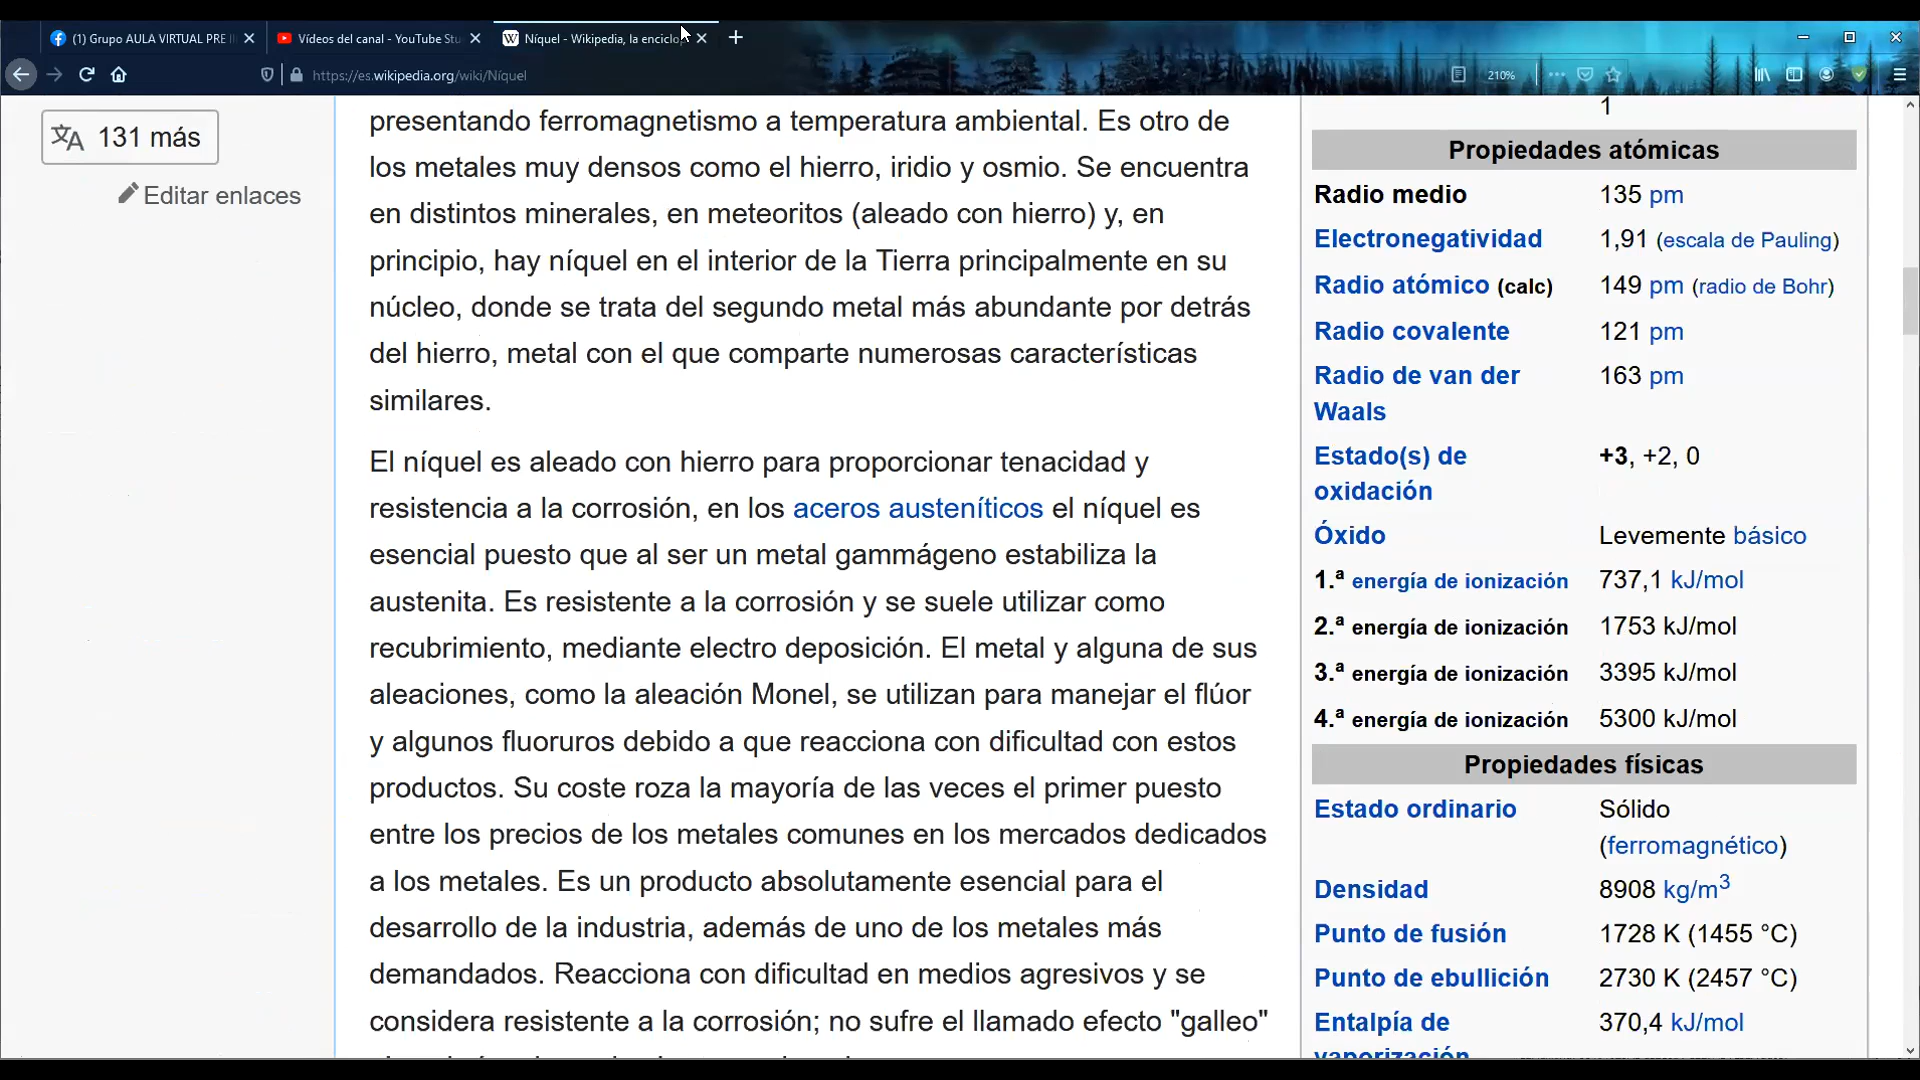 (1) Grupo AULA VIRTUAL PRE
Vídeos del canal - YouTube Stu
Níquel - Wikipedia, la enciclo
https://es.wikipedia.org/wiki/Níquel
210%
131 más
Editar enlaces
presentando ferromagnetismo a temperatura ambiental. Es otro de
los metales muy densos como el hierro, iridio y osmio. Se encuentra
en distintos minerales, en meteoritos (aleado con hierro) y, en
principio, hay níquel en el interior de la Tierra principalmente en su
núcleo, donde se trata del segundo metal más abundante por detrás
del hierro, metal con el que comparte numerosas características
similares.
El níquel es aleado con hierro para proporcionar tenacidad y
resistencia a la corrosión, en los aceros austeníticos el níquel es
esencial puesto que al ser un metal gammágeno estabiliza la
austenita. Es resistente a la corrosión y se suele utilizar como
recubrimiento, mediante electro deposición. El metal y alguna de sus
aleaciones, como la aleación Monel, se utilizan para manejar el flúor
y algunos fluoruros debido a que reacciona con dificultad con estos
productos. Su coste roza la mayoría de las veces el primer puesto
entre los precios de los metales comunes en los mercados dedicados
a los metales. Es un producto absolutamente esencial para el
desarrollo de la industria, además de uno de los metales más
demandados. Reacciona con dificultad en medios agresivos y se
considera resistente a la corrosión; no sufre el llamado efecto "galleo"
1
Propiedades atómicas
Radio medio 135 pm
Electronegatividad 1,91 (escala de Pauling)
Radio atómico (calc) 149 pm (radio de Bohr)
Radio covalente 121 pm
Radio de van der 163 pm
Waals
Estado(s) de +3, +2, 0
oxidación
Óxido Levemente básico
1.ª energía de ionización 737,1 kJ/mol
2.ª energía de ionización 1753 kJ/mol
3.ª energía de ionización 3395 kJ/mol
4.ª energía de ionización 5300 kJ/mol
Propiedades físicas
Estado ordinario Sólido
(ferromagnético)
Densidad 8908 kg/m3
Punto de fusión 1728 K (1455 °C)
Punto de ebullición 2730 K (2457 °C)
Entalpía de 370,4 kJ/mol
vaporización